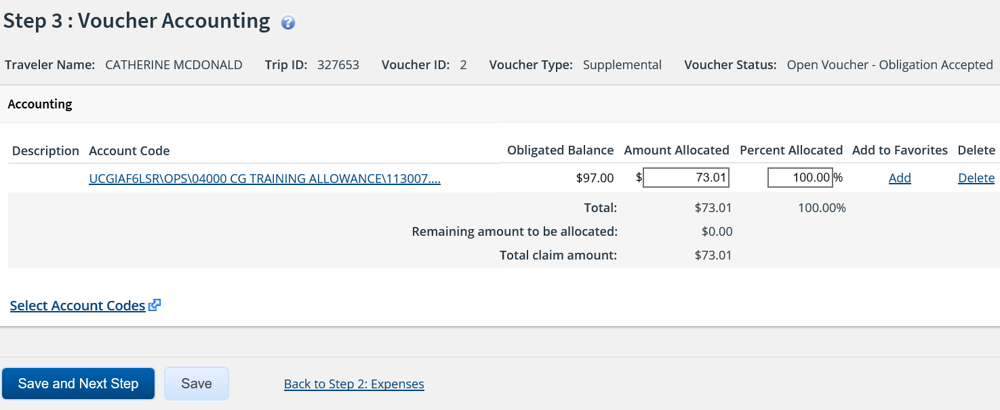 Step 3 : Voucher Accounting ?
Traveler Name: CATHERINE MCDONALD Trip ID: 327653 Voucher ID: 2 Voucher Type: Supplemental Voucher Status: Open Voucher - Obligation Accepted
Accounting
Description Account Code Obligated Balance Amount Allocated Percent Allocated Add to Favorites Delete
UCGIAF6LSR\OPS\04000 CG TRAINING ALLOWANCE\113007.... $97.00 $ 73.01 100.00 % Add Delete
Total: $73.01 100.00%
Remaining amount to be allocated: $0.00
Total claim amount: $73.01
Select Account Codes
Save and Next Step Save Back to Step 2: Expenses